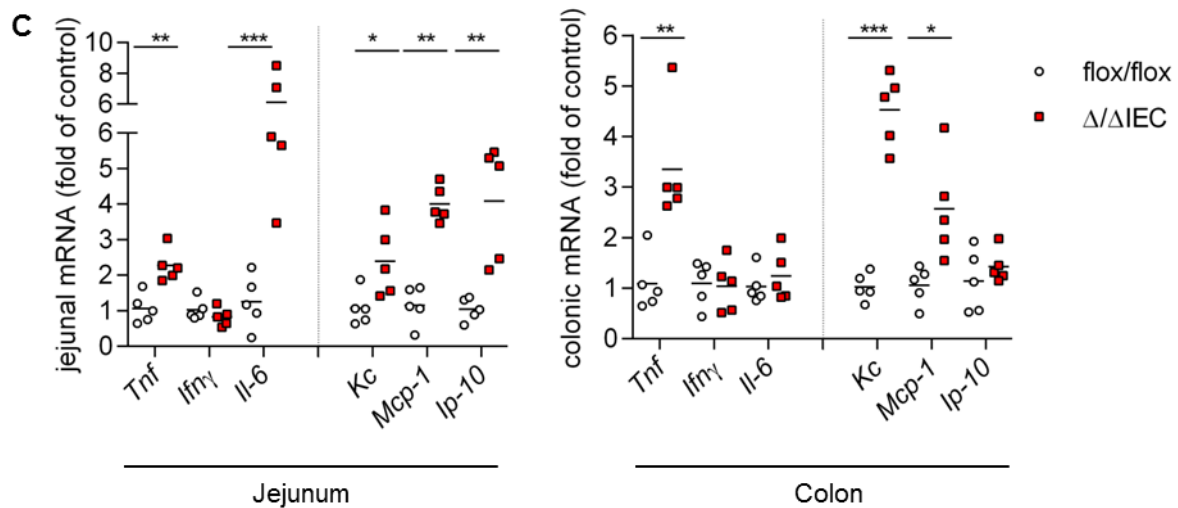 C
jejunal mRNA (fold of control)
10
8
6
6
5
4
3
2
1
0
** *** * ** **
Tnf Ifnγ Il-6 Kc Mcp-1 Ip-10
Jejunum
colonic mRNA (fold of control)
6
5
4
3
2
1
0
** *** *
Tnf Ifnγ Il-6 Kc Mcp-1 Ip-10
Colon
flox/flox
Δ/ΔIEC